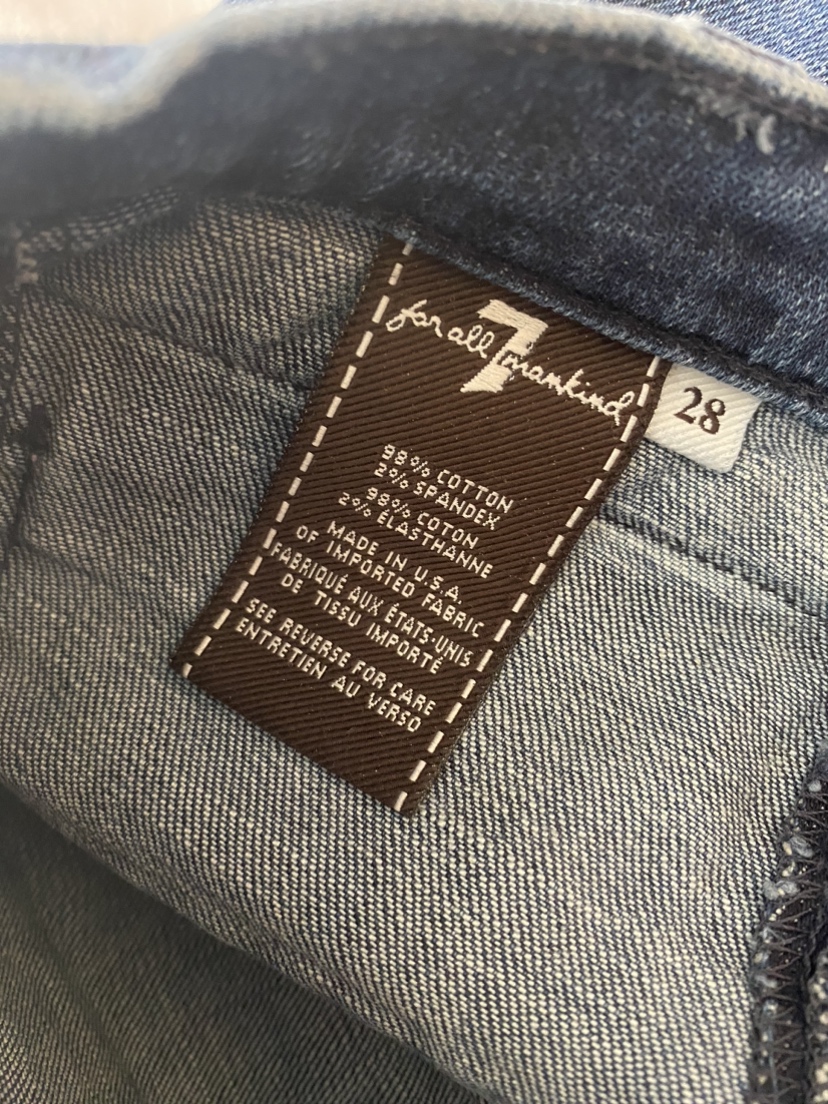 for all 7 mankind
28
98% COTTON
2% SPANDEX
98% COTON
2% ÉLASTHANNE
MADE IN U.S.A.
OF IMPORTED FABRIC
FABRIQUÉ AUX ÉTATS-UNIS
DE TISSU IMPORTÉ
SEE REVERSE FOR CARE
ENTRETIEN AU VERSO